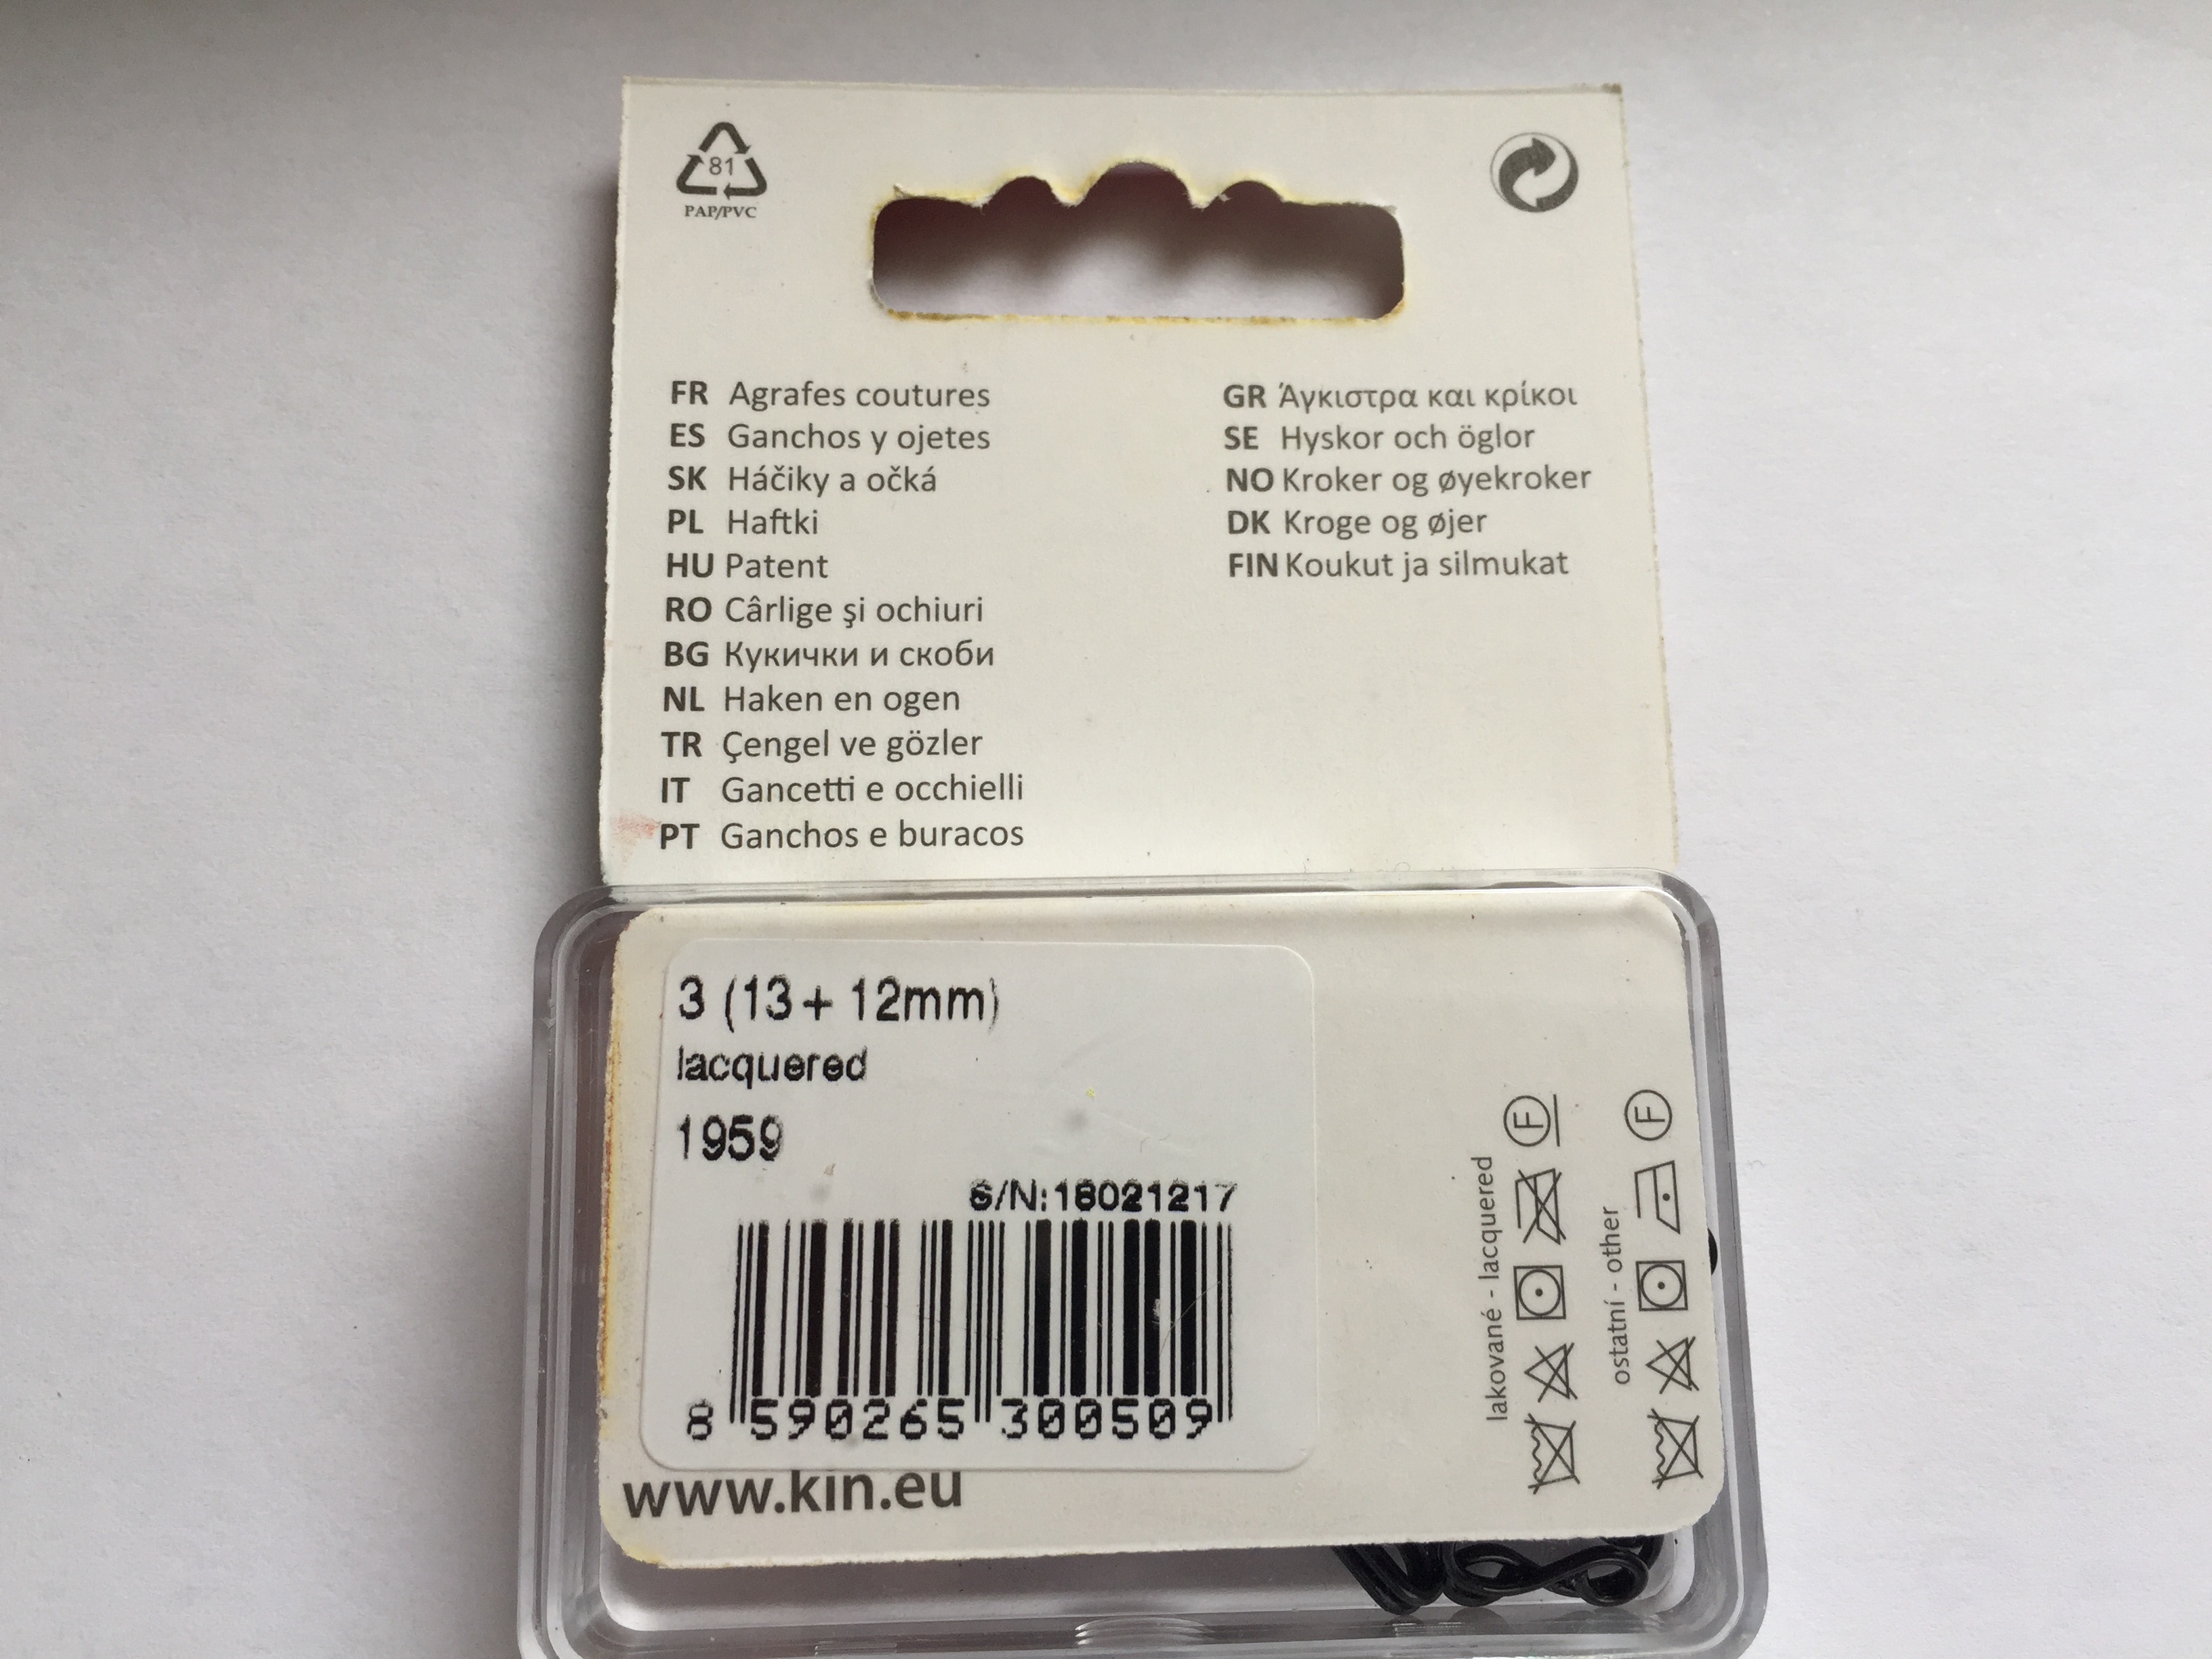 81
PAP/PVC
FR Agrafes coutures
ES Ganchos y ojetes
SK Háčiky a očká
PL Haftki
HU Patent
RO Cârlige şi ochiuri
BG Кукички и скоби
NL Haken en ogen
TR Çengel ve gözler
IT Gancetti e occhielli
PT Ganchos e buracos
GR Άγκιστρα και κρίκοι
SE Hyskor och öglor
NO Kroker og øyekroker
DK Kroge og øjer
FIN Koukut ja silmukat
3 (13+ 12mm)
lacquered
1959
S/N:18021217
8 590265 300509
www.kin.eu
lakované - lacquered
F
ostatní - other
F